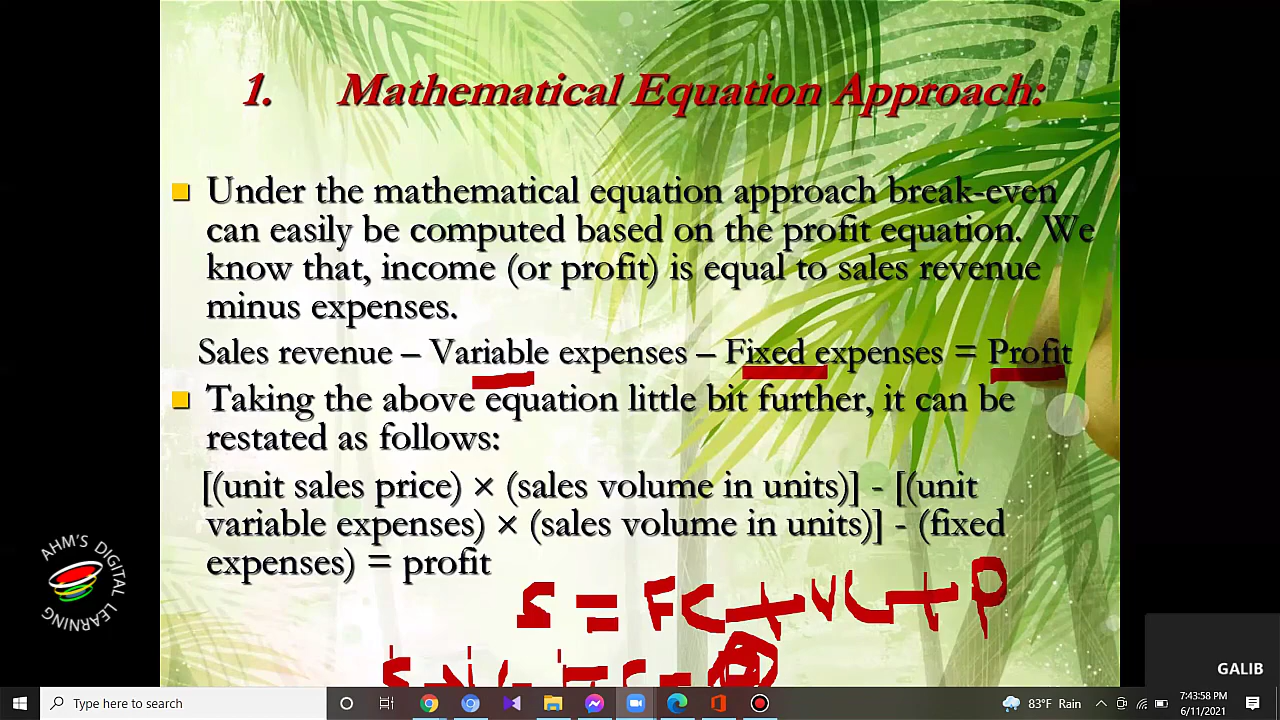 1. Mathematical Equation Approach:
Under the mathematical equation approach break-even
can easily be computed based on the profit equation. We
know that, income (or profit) is equal to sales revenue
minus expenses.
Sales revenue – Variable expenses – Fixed expenses = Profit
Taking the above equation little bit further, it can be
restated as follows:
[(unit sales price) × (sales volume in units)] - [(unit
variable expenses) × (sales volume in units)] - (fixed
expenses) = profit
S = FC + VC + P
AHM'S DIGITAL LEARNING
GALIB
Type here to search
83°F Rain
7:43:58 PM
6/11/2021